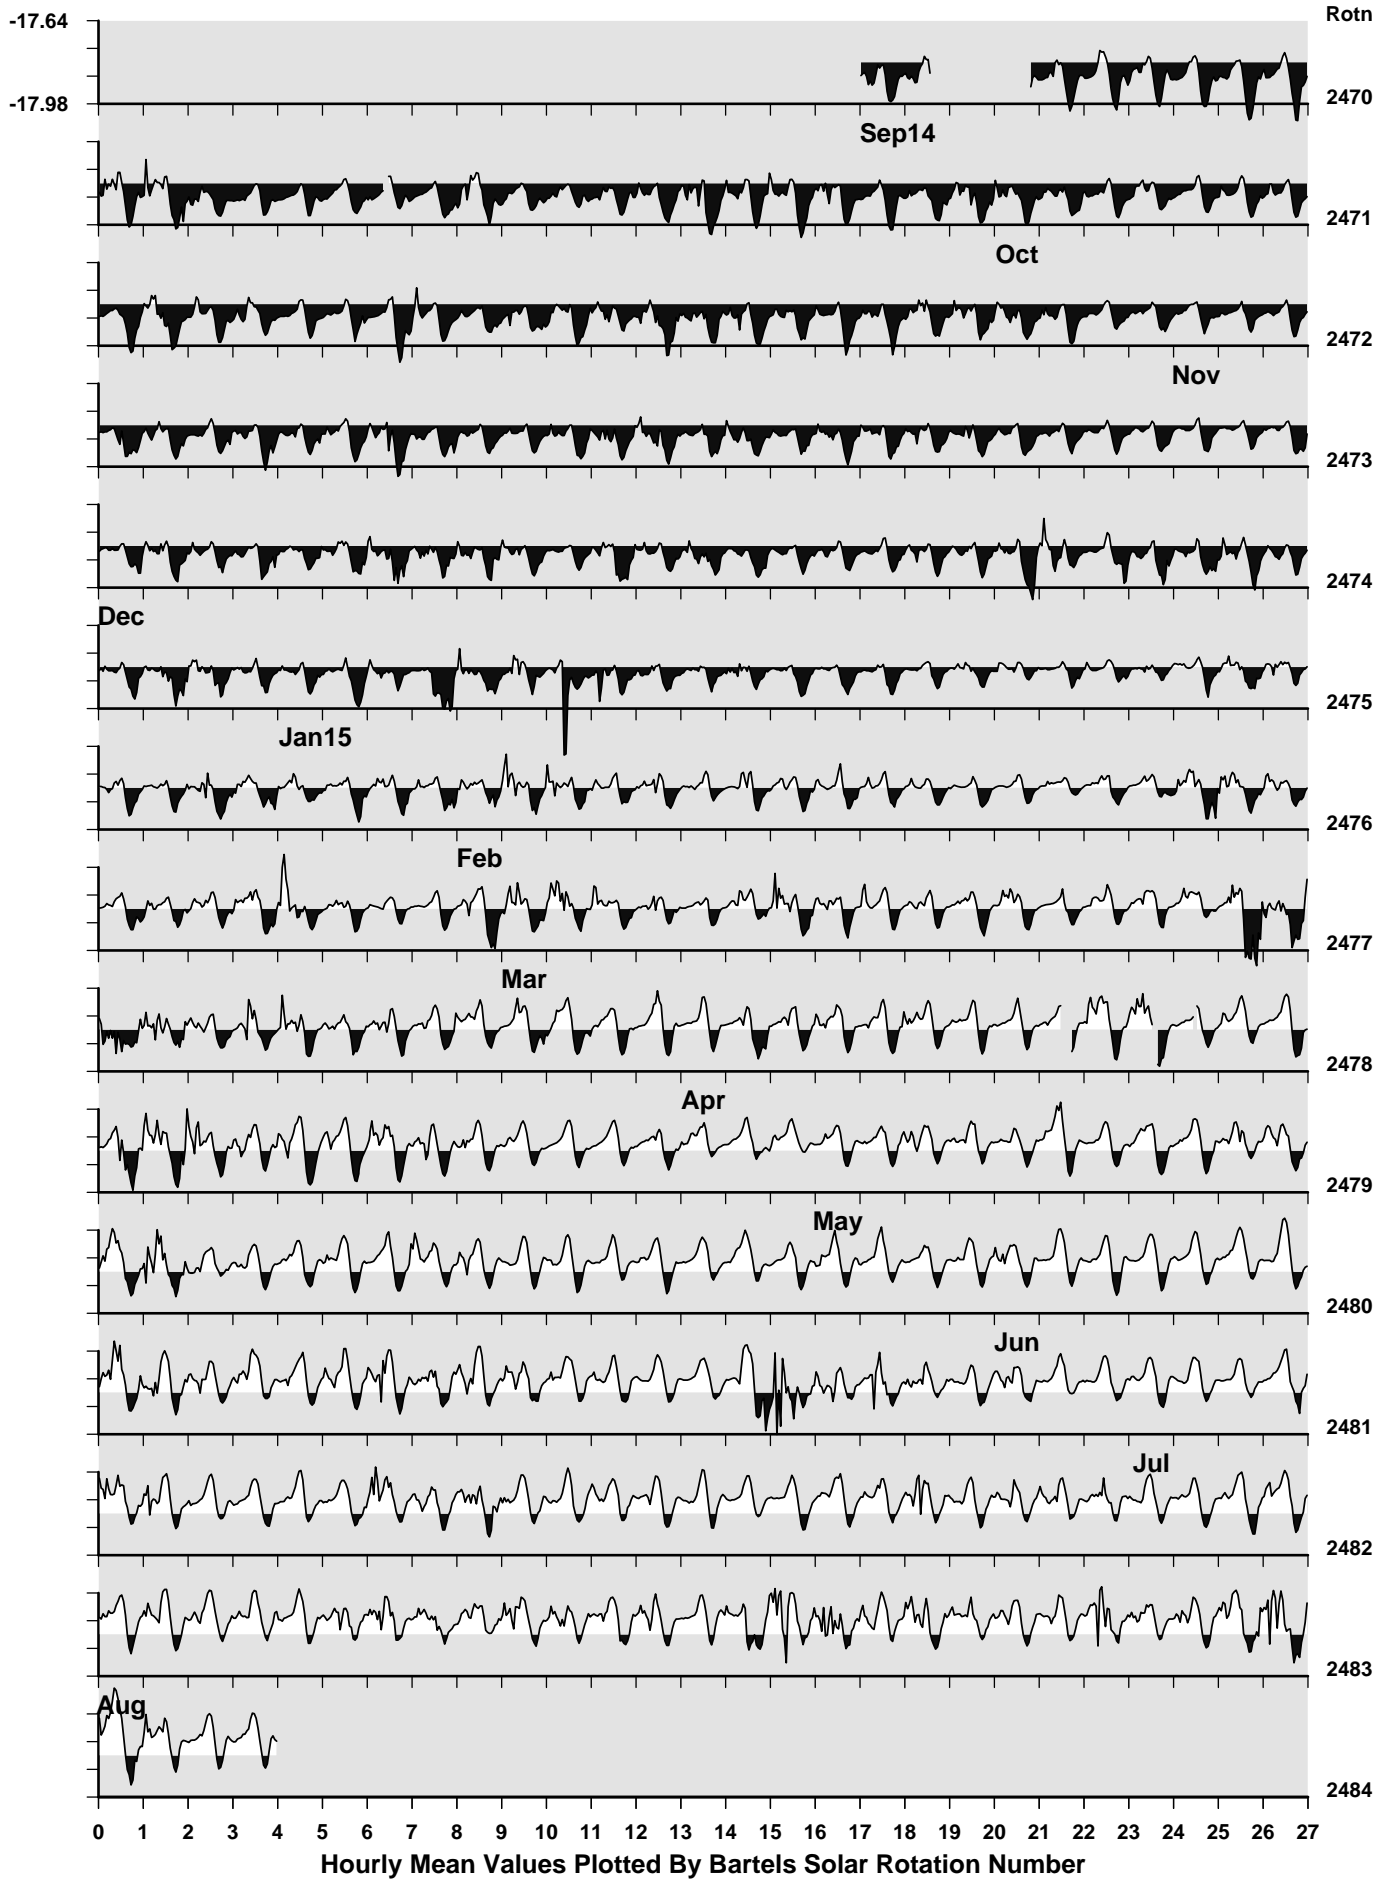 -17.64
Rotn
-17.98
2470
Sep14
2471
Oct
2472
Nov
2473
2474
Dec
2475
Jan15
2476
Feb
2477
Mar
2478
Apr
2479
May
2480
Jun
2481
Jul
2482
2483
Aug
2484
0 1 2 3 4 5 6 7 8 9 10 11 12 13 14 15 16 17 18 19 20 21 22 23 24 25 26 27
Hourly Mean Values Plotted By Bartels Solar Rotation Number